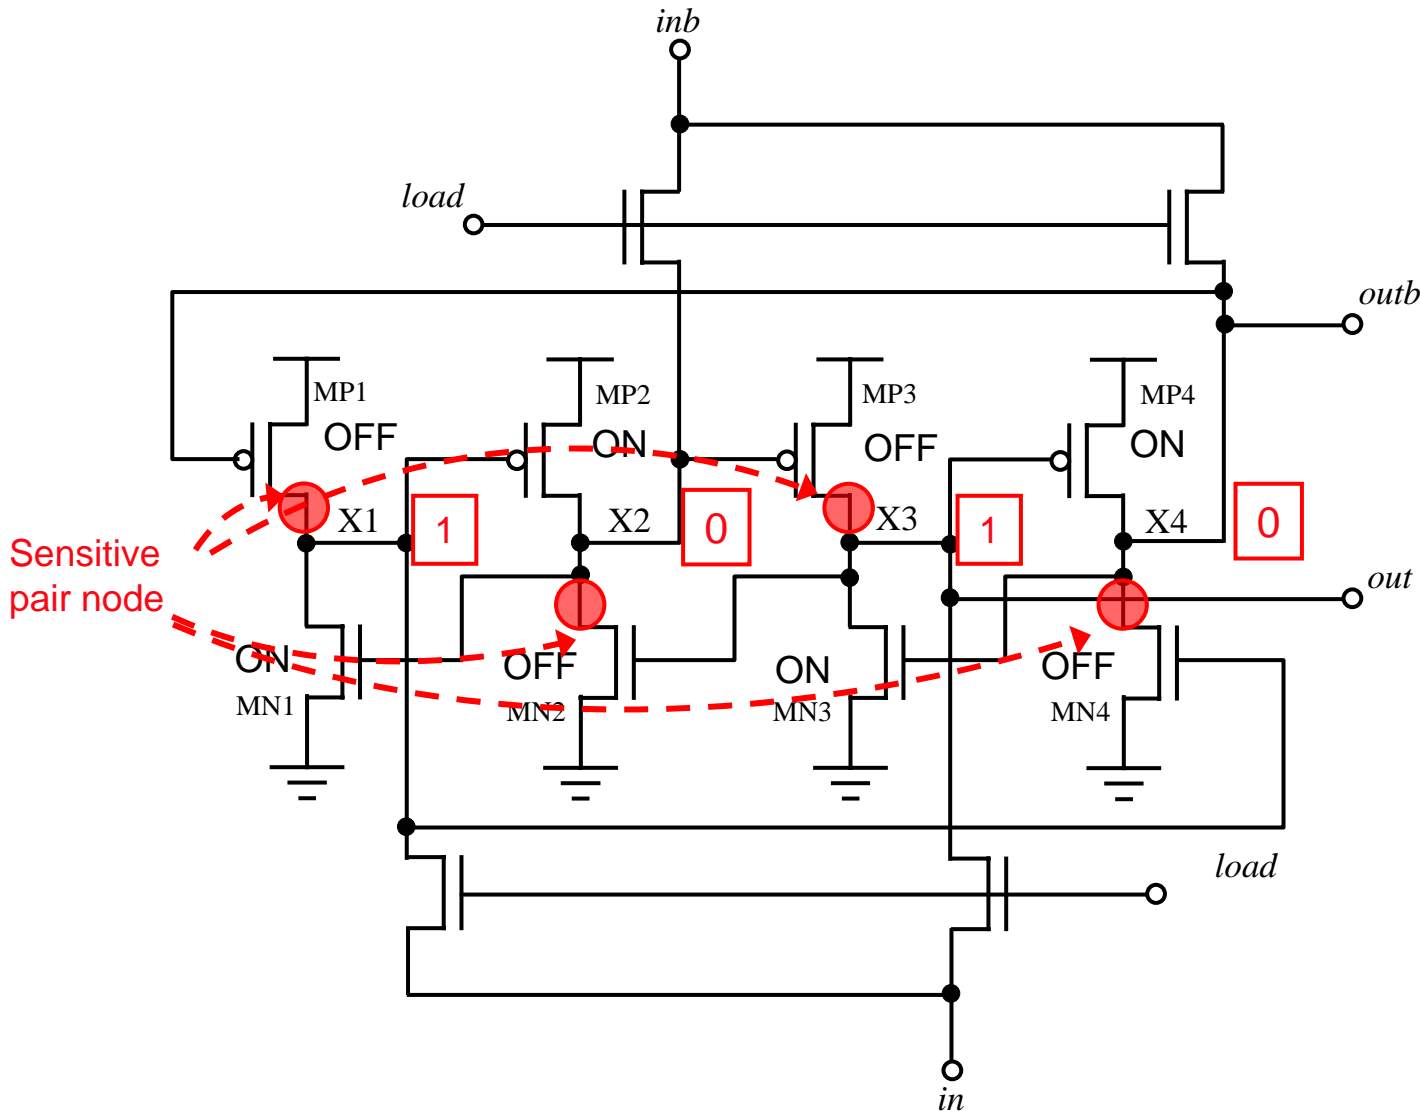 inb
load
outb
MP1
MP2
MP3
MP4
OFF
ON
OFF
ON
X1
1
X2
0
X3
1
X4
0
Sensitive
pair node
out
ON
OFF
ON
OFF
MN1
MN2
MN3
MN4
load
in